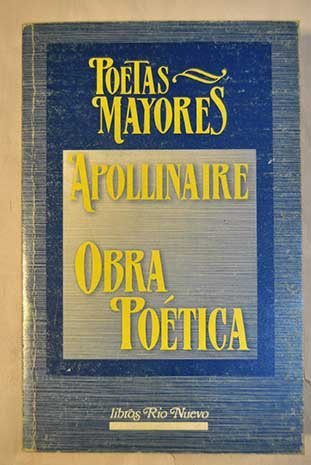 POETAS
MAYORES
APOLLINAIRE
OBRA
POÉTICA
libros Río Nuevo